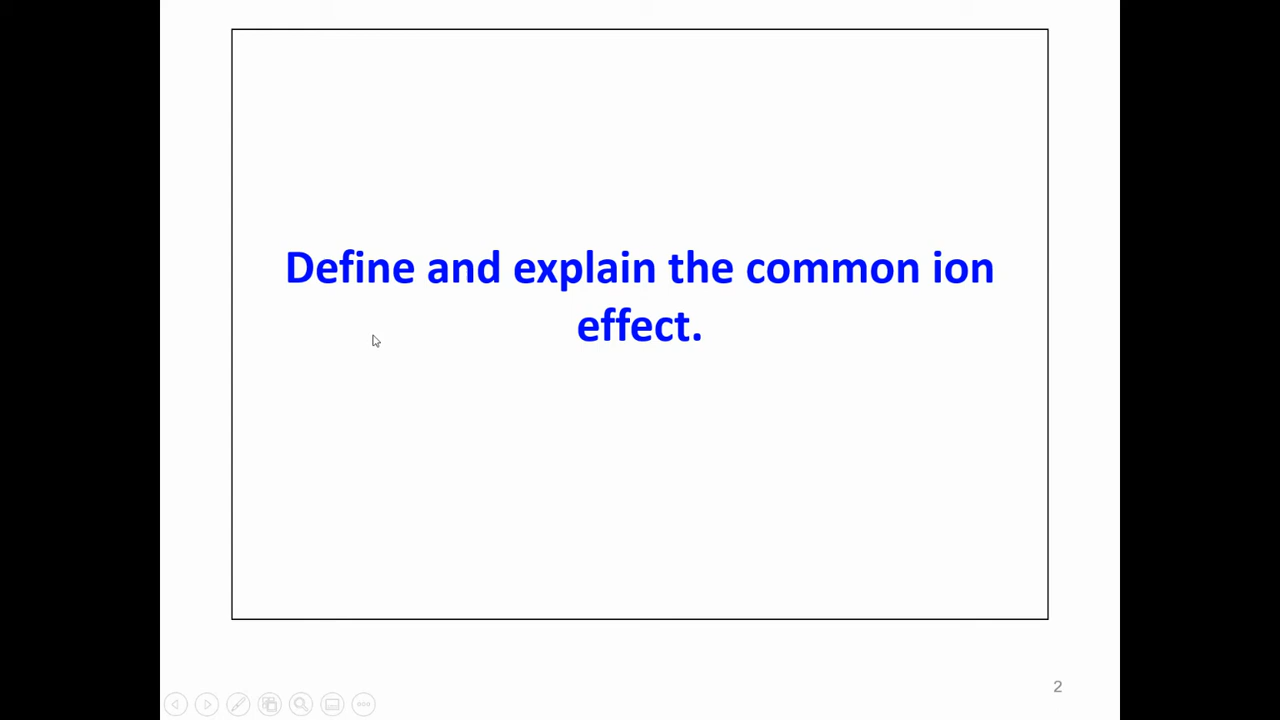 Define and explain the common ion
effect.
2